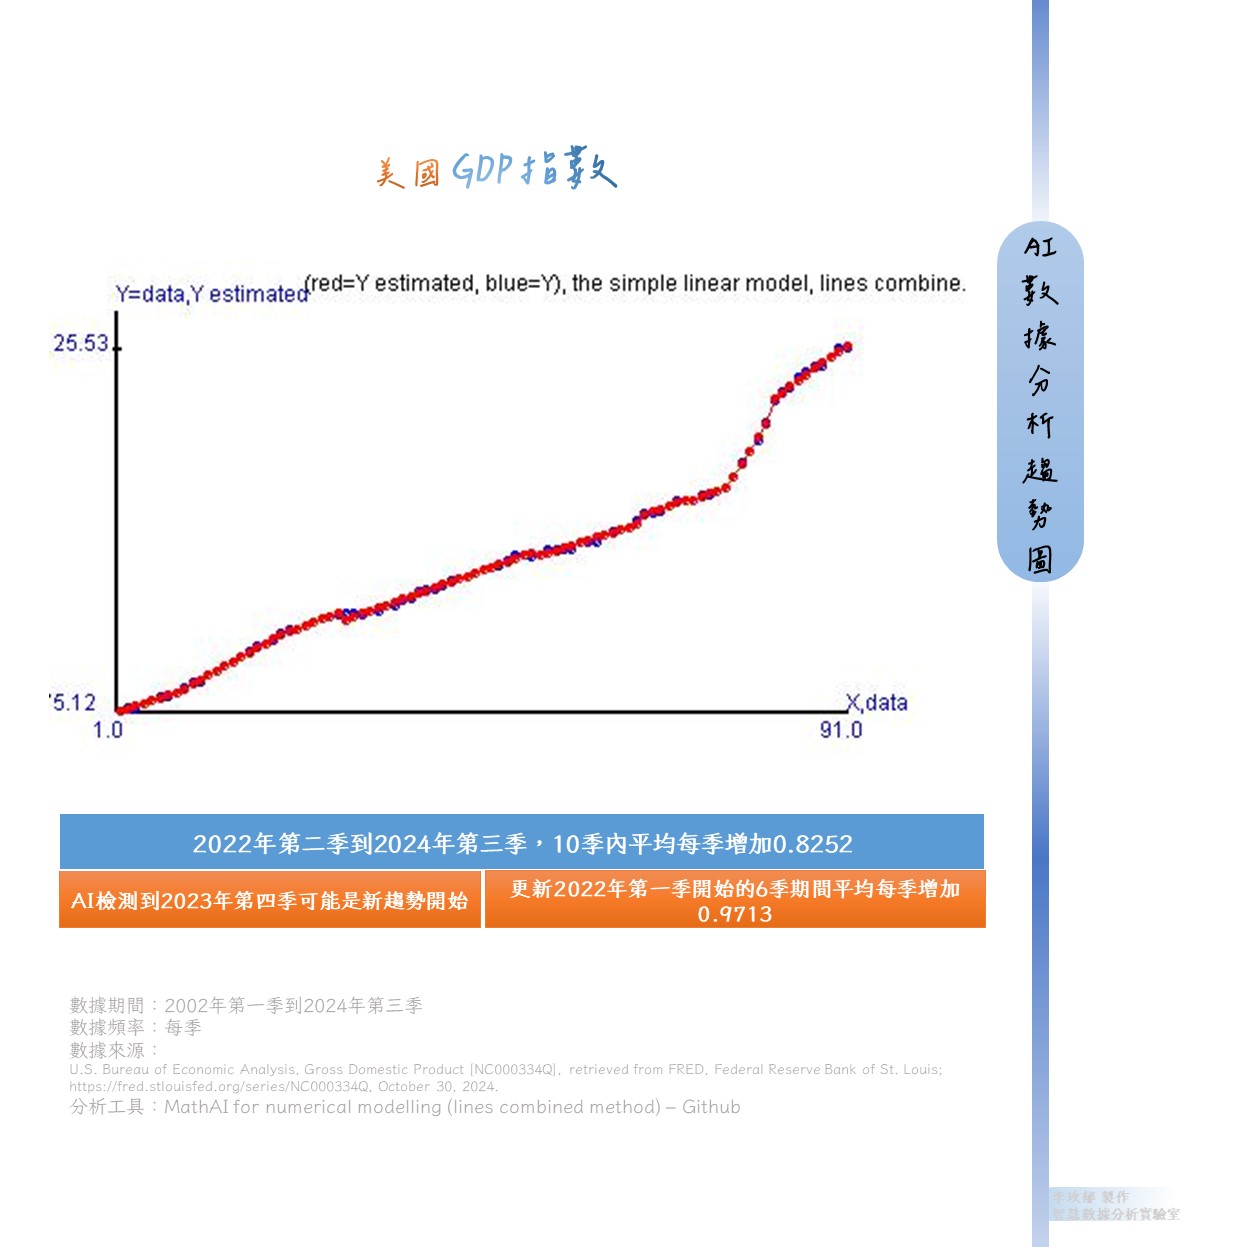 美國GDP指數
(red=Y estimated, blue=Y), the simple linear model, lines combine.
Y=data,Y estimated
25.53
5.12
X,data
1.0
91.0
AI數據分析趨勢圖
2022年第二季到2024年第三季，10季內平均每季增加0.8252
AI檢測到2023年第四季可能是新趨勢開始
更新2022年第一季開始的6季期間平均每季增加
0.9713
數據期間：2002年第一季到2024年第三季
數據頻率：每季
數據來源：
U.S. Bureau of Economic Analysis, Gross Domestic Product [NC000334Q], retrieved from FRED, Federal Reserve Bank of St. Louis;
https://fred.stlouisfed.org/series/NC000334Q, October 30, 2024.
分析工具：MathAI for numerical modelling (lines combined method) – Github
製作
數據分析實驗室